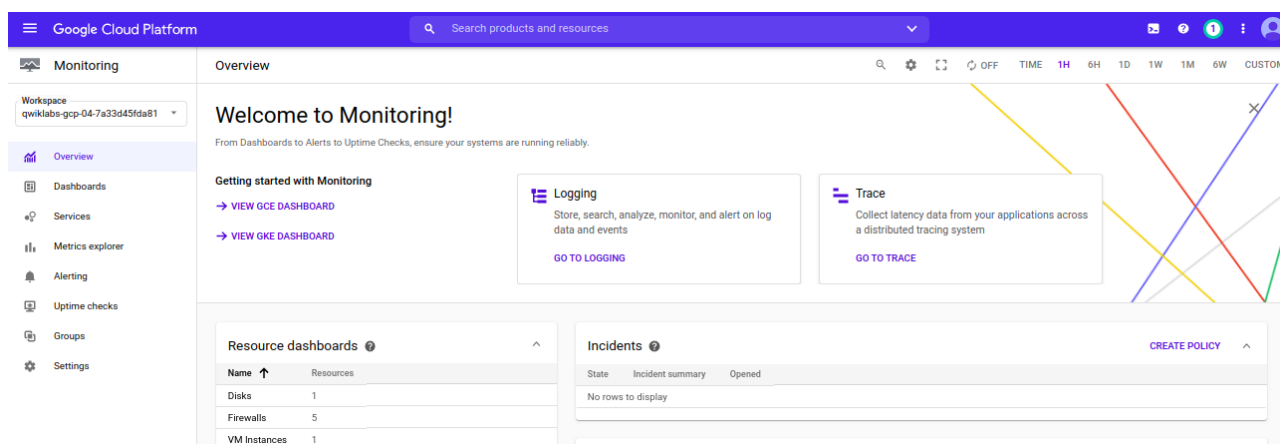 Google Cloud Platform
Search products and resources
1
Monitoring
Overview
OFF
TIME 1H 6H 1D 1W 1M 6W CUSTOM
Workspace
qwiklabs-gcp-04-7a33d45fda81
Overview
Dashboards
Services
Metrics explorer
Alerting
Uptime checks
Groups
Settings
Welcome to Monitoring!
From Dashboards to Alerts to Uptime Checks, ensure your systems are running reliably.
Getting started with Monitoring
VIEW GCE DASHBOARD
VIEW GKE DASHBOARD
Logging
Store, search, analyze, monitor, and alert on log
data and events
GO TO LOGGING
Trace
Collect latency data from your applications across
a distributed tracing system
GO TO TRACE
Resource dashboards
Name Resources
Disks 1
Firewalls 5
VM Instances 1
Incidents
CREATE POLICY
State Incident summary Opened
No rows to display